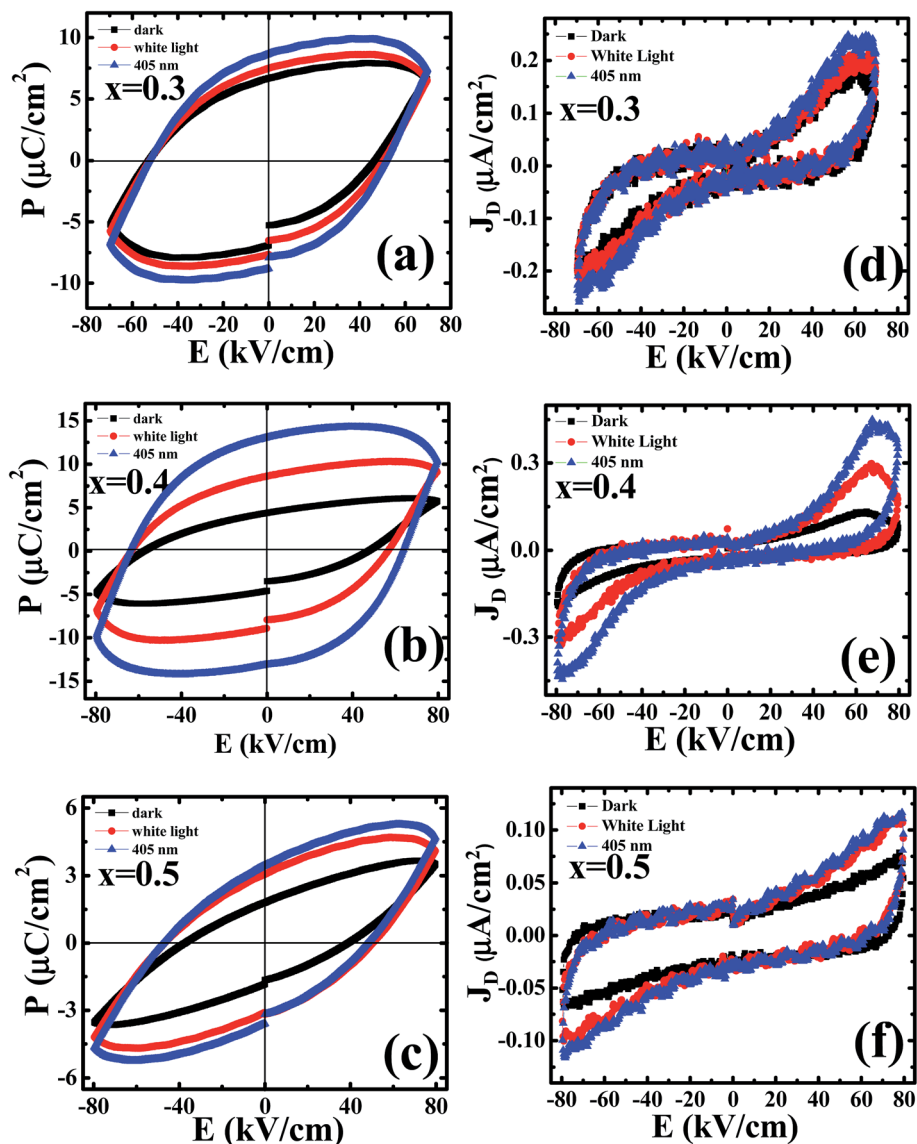 dark
white light
405 nm
x=0.3
(a)
P (μC/cm²)
10
5
0
-5
-10
-80 -60 -40 -20 0 20 40 60 80
E (kV/cm)
Dark
White Light
405 nm
x=0.3
(d)
J_D (μA/cm²)
0.2
0.1
0.0
-0.1
-0.2
-80 -60 -40 -20 0 20 40 60 80
E (kV/cm)
dark
white light
405 nm
x=0.4
(b)
P (μC/cm²)
15
10
5
0
-5
-10
-15
-80 -40 0 40 80
E (kV/cm)
Dark
White Light
405 nm
x=0.4
(e)
J_D (μA/cm²)
0.3
0.0
-0.3
-80 -60 -40 -20 0 20 40 60 80
E (kV/cm)
dark
white light
405 nm
x=0.5
(c)
P (μC/cm²)
6
3
0
-3
-6
-80 -40 0 40 80
E (kV/cm)
Dark
White Light
405 nm
x=0.5
(f)
J_D (μA/cm²)
0.10
0.05
0.00
-0.05
-0.10
-80 -60 -40 -20 0 20 40 60 80
E (kV/cm)